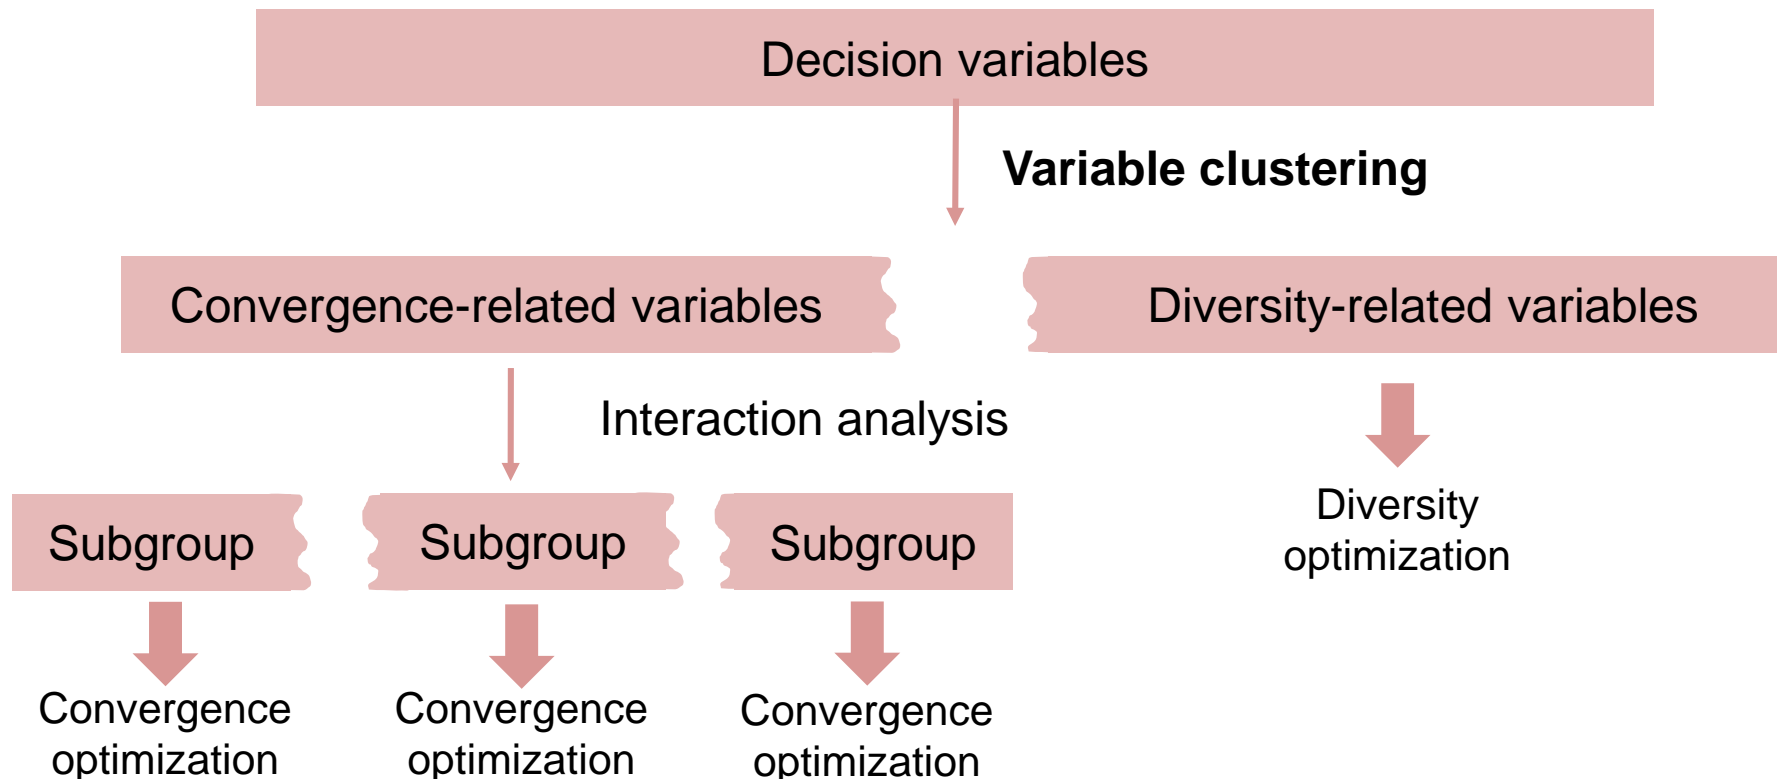 Decision variables
Variable clustering
Convergence-related variables
Diversity-related variables
Interaction analysis
Subgroup
Subgroup
Subgroup
Diversity
optimization
Convergence
optimization
Convergence
optimization
Convergence
optimization